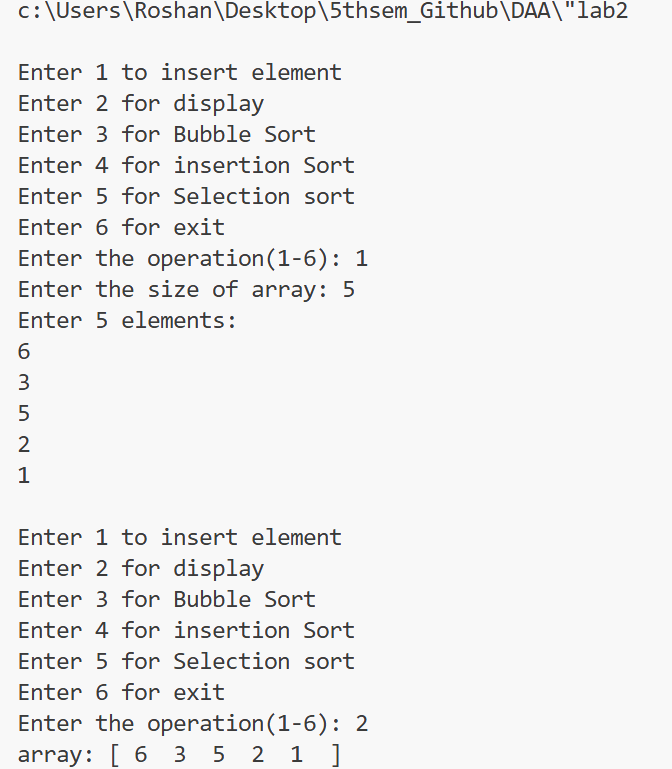 c:\Users\Roshan\Desktop\5thsem_Github\DAA\"lab2
Enter 1 to insert element
Enter 2 for display
Enter 3 for Bubble Sort
Enter 4 for insertion Sort
Enter 5 for Selection sort
Enter 6 for exit
Enter the operation(1-6): 1
Enter the size of array: 5
Enter 5 elements:
6
3
5
2
1
Enter 1 to insert element
Enter 2 for display
Enter 3 for Bubble Sort
Enter 4 for insertion Sort
Enter 5 for Selection sort
Enter 6 for exit
Enter the operation(1-6): 2
array: [ 6  3  5  2  1  ]